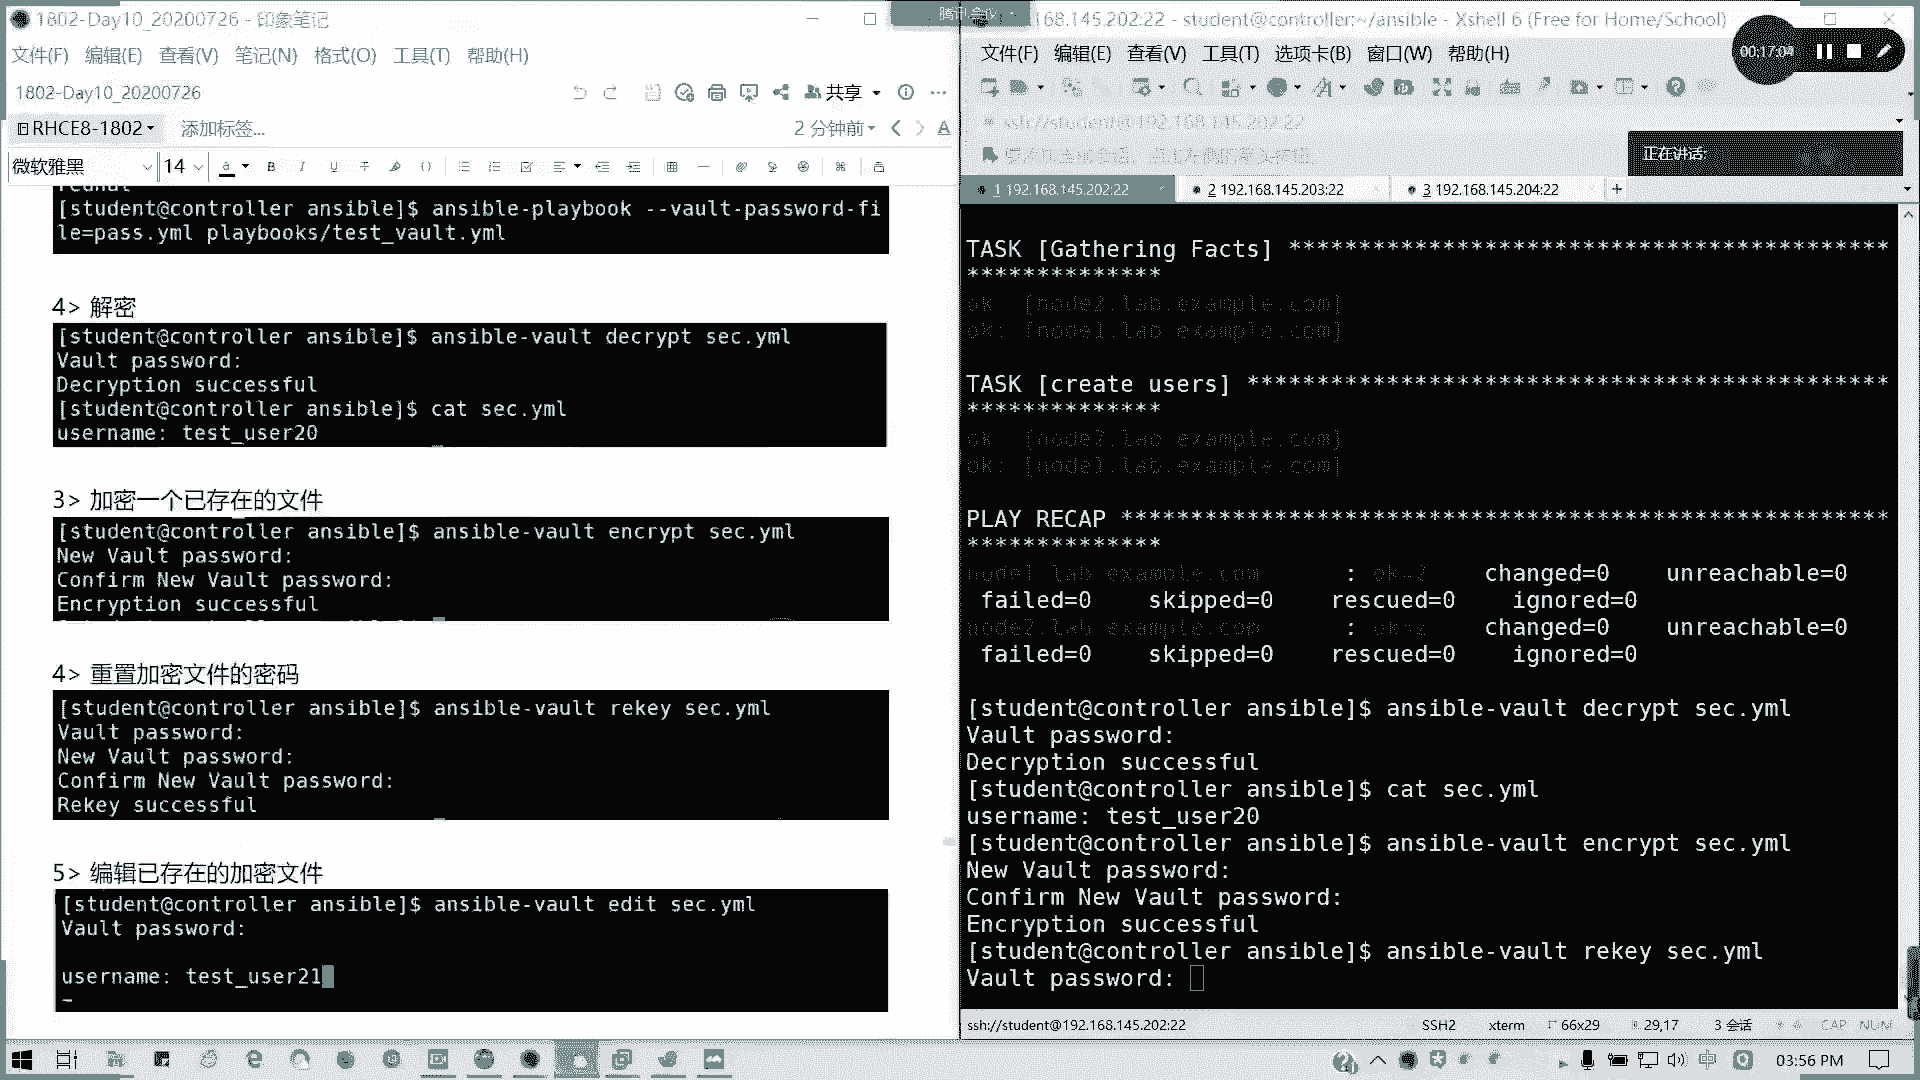 1802-Day10_20200726 - 印象笔记
文件(F) 编辑(E) 查看(V) 笔记(N) 格式(O) 工具(T) 帮助(H)
1802-Day10_20200726
共享
RHCE8-1802
添加标签...
2 分钟前
微软雅黑
14
[student@controller ansible]$ ansible-playbook --vault-password-fi
le=pass.yml playbooks/test_vault.yml
4> 解密
[student@controller ansible]$ ansible-vault decrypt sec.yml
Vault password:
Decryption successful
[student@controller ansible]$ cat sec.yml
username: test_user20
3> 加密一个已存在的文件
[student@controller ansible]$ ansible-vault encrypt sec.yml
New Vault password:
Confirm New Vault password:
Encryption successful
4> 重置加密文件的密码
[student@controller ansible]$ ansible-vault rekey sec.yml
Vault password:
New Vault password:
Confirm New Vault password:
Rekey successful
5> 编辑已存在的加密文件
[student@controller ansible]$ ansible-vault edit sec.yml
Vault password:
username: test_user21
腾讯会议
168.145.202:22 - student@controller:~/ansible - Xshell 6 (Free for Home/School)
文件(F) 编辑(E) 查看(V) 工具(T) 选项卡(B) 窗口(W) 帮助(H)
00:17:04
ssh://student@192.168.145.202:22
正在讲话:
1 192.168.145.202:22
2 192.168.145.203:22
3 192.168.145.204:22
TASK [Gathering Facts] *******************************************
**************
ok: [node2.lab.example.com]
ok: [node1.lab.example.com]
TASK [create users] **********************************************
**************
ok: [node2.lab.example.com]
ok: [node1.lab.example.com]
PLAY RECAP *******************************************************
**************
node1.lab.example.com : ok=2 changed=0 unreachable=0
failed=0 skipped=0 rescued=0 ignored=0
node2.lab.example.com : ok=2 changed=0 unreachable=0
failed=0 skipped=0 rescued=0 ignored=0
[student@controller ansible]$ ansible-vault decrypt sec.yml
Vault password:
Decryption successful
[student@controller ansible]$ cat sec.yml
username: test_user20
[student@controller ansible]$ ansible-vault encrypt sec.yml
New Vault password:
Confirm New Vault password:
Encryption successful
[student@controller ansible]$ ansible-vault rekey sec.yml
Vault password:
ssh://student@192.168.145.202:22
SSH2
xterm
66x29
29,17
3 会话
CAP NUM
中
03:56 PM